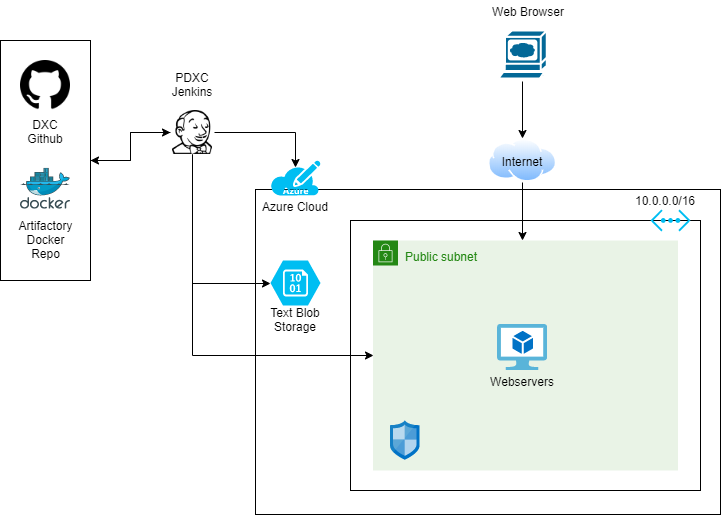 Web Browser
PDXC
Jenkins
DXC
Github
docker
Artifactory
Docker
Repo
Internet
Azure
Azure Cloud
10.0.0.0/16
Public subnet
10
01
Text Blob
Storage
Webservers